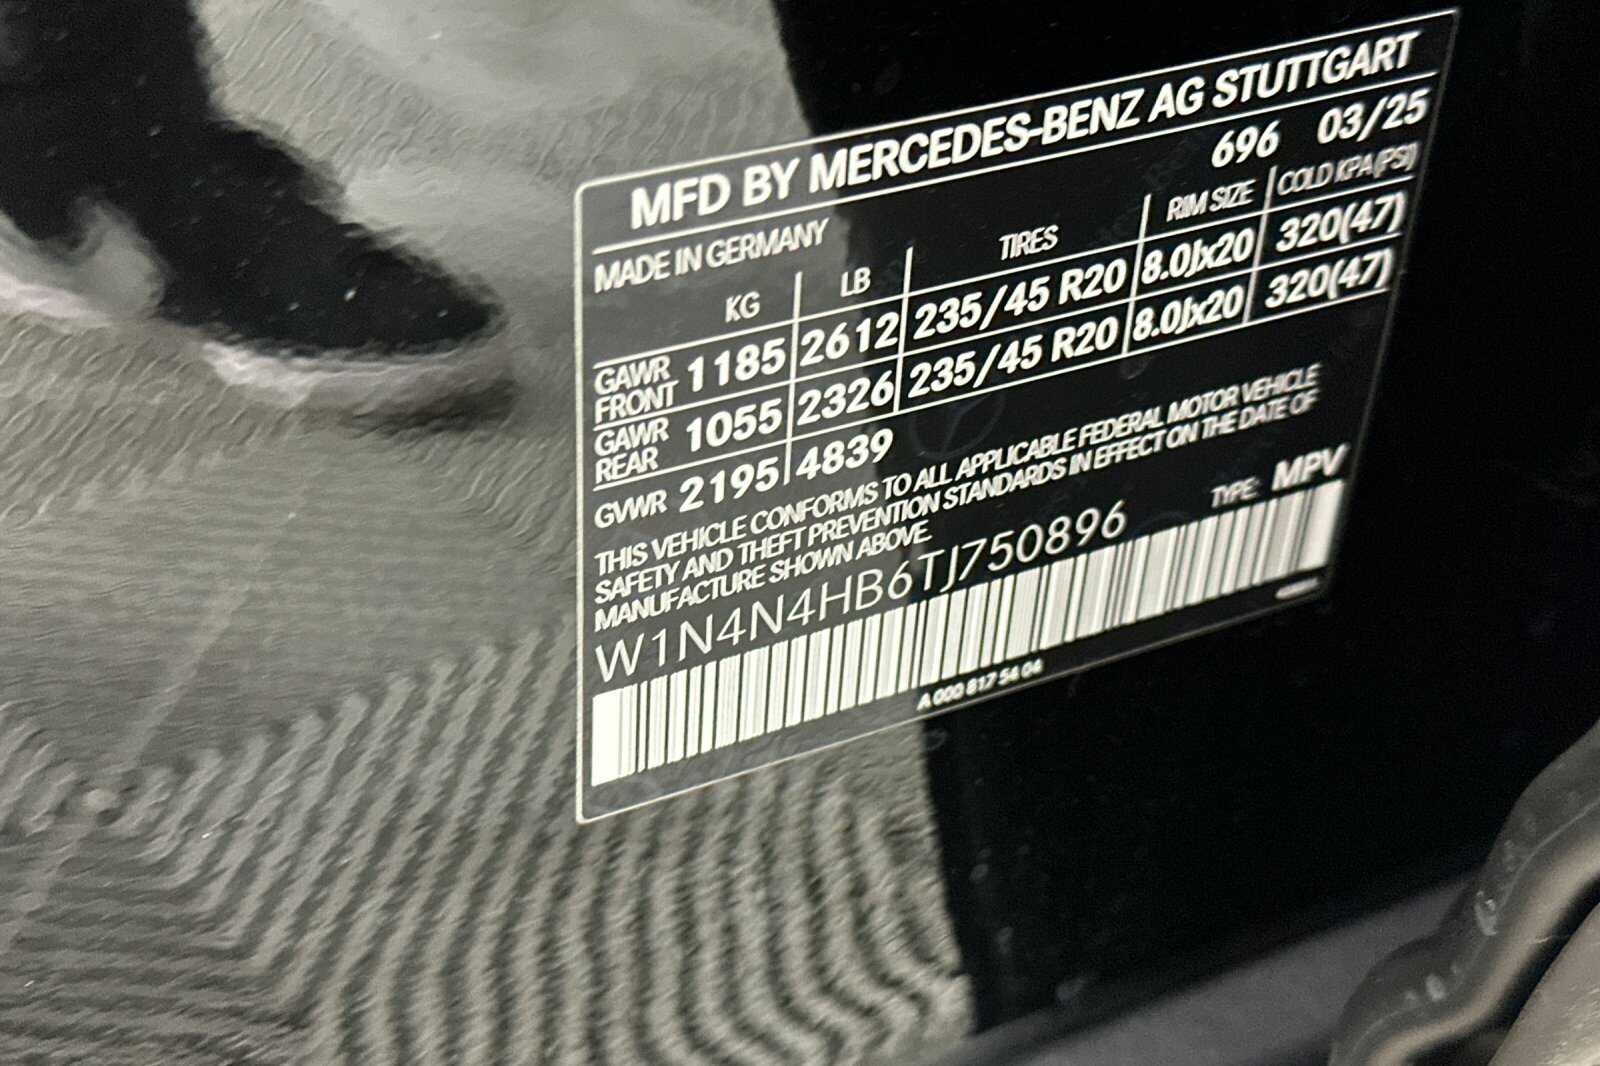 MFD BY MERCEDES-BENZ AG STUTTGART
MADE IN GERMANY 696 03/25
KG LB TIRES RIM SIZE COLD KPA(PSI)
GAWR FRONT 1185 2612 235/45 R20 8.0Jx20 320(47)
GAWR REAR 1055 2326 235/45 R20 8.0Jx20 320(47)
GVWR 2195 4839
THIS VEHICLE CONFORMS TO ALL APPLICABLE FEDERAL MOTOR VEHICLE
SAFETY AND THEFT PREVENTION STANDARDS IN EFFECT ON THE DATE OF
MANUFACTURE SHOWN ABOVE.
W1N4N4HB6TJ750896 TYPE: MPV
A 000 817 54 04